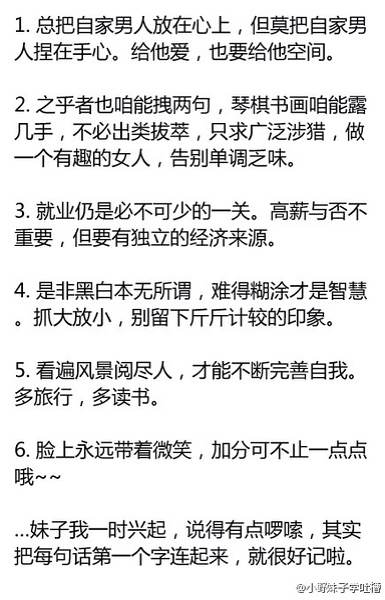 1. 总把自家男人放在心上，但莫把自家男
人捏在手心。给他爱，也要给他空间。
2. 之乎者也咱能拽两句，琴棋书画咱能露
几手，不必出类拔萃，只求广泛涉猎，做
一个有趣的女人，告别单调乏味。
3. 就业仍是必不可少的一关。高薪与否不
重要，但要有独立的经济来源。
4. 是非黑白本无所谓，难得糊涂才是智慧
。抓大放小，别留下斤斤计较的印象。
5. 看遍风景阅尽人，才能不断完善自我。
多旅行，多读书。
6. 脸上永远带着微笑，加分可不止一点点
哦~~
...妹子我一时兴起，说得有点啰嗦，其实
把每句话第一个字连起来，就很好记啦。
@小野妹子学吐槽